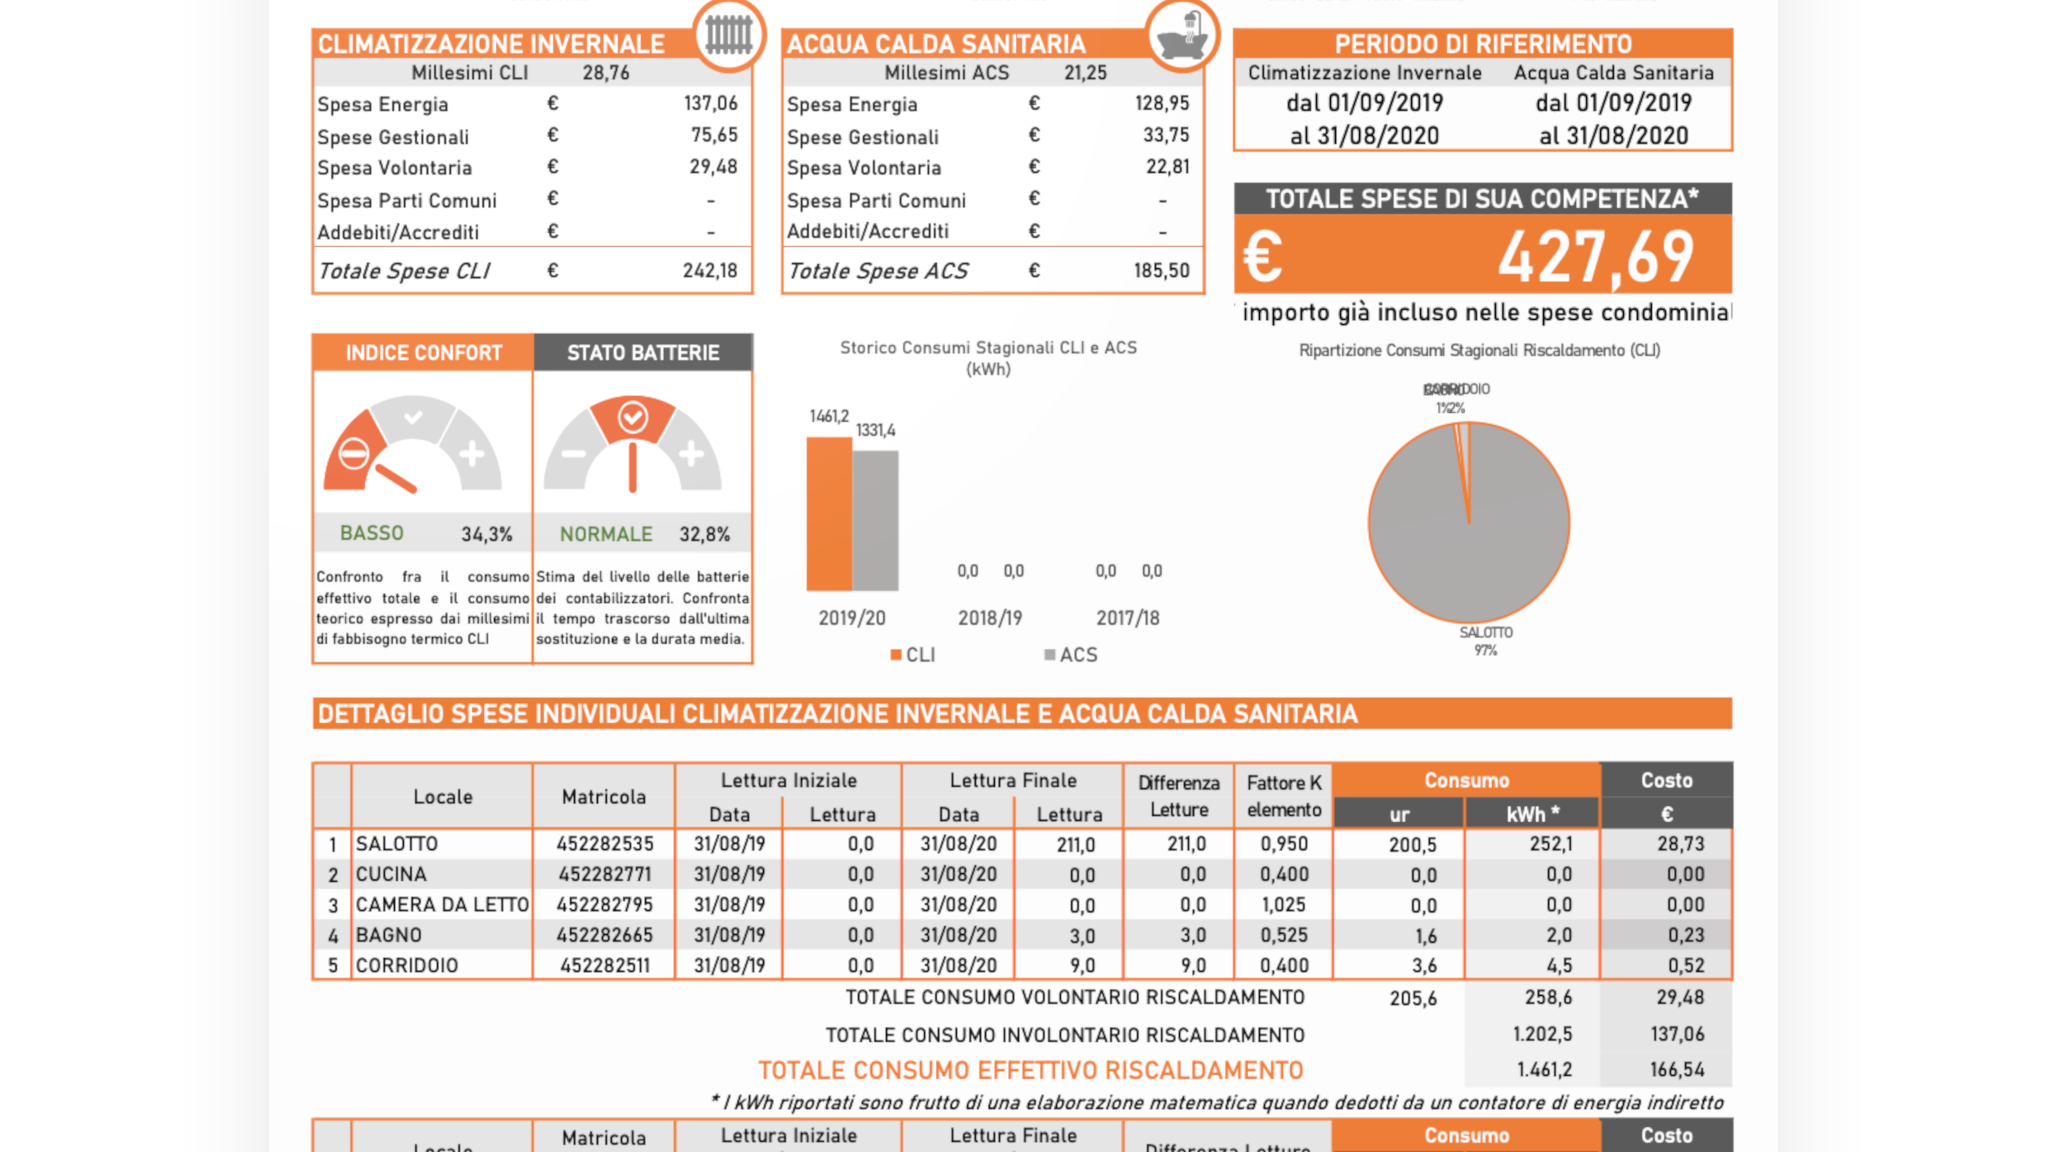 CLIMATIZZAZIONE INVERNALE
Millesimi CLI 28,76
Spesa Energia € 137,06
Spese Gestionali € 75,65
Spesa Volontaria € 29,48
Spesa Parti Comuni € -
Addebiti/Accrediti € -
Totale Spese CLI € 242,18
ACQUA CALDA SANITARIA
Millesimi ACS 21,25
Spesa Energia € 128,95
Spese Gestionali € 33,75
Spesa Volontaria € 22,81
Spesa Parti Comuni € -
Addebiti/Accrediti € -
Totale Spese ACS € 185,50
PERIODO DI RIFERIMENTO
Climatizzazione Invernale Acqua Calda Sanitaria
dal 01/09/2019 dal 01/09/2019
al 31/08/2020 al 31/08/2020
TOTALE SPESE DI SUA COMPETENZA*
€ 427,69
importo già incluso nelle spese condominial
INDICE CONFORT
BASSO 34,3%
Confronto fra il consumo
effettivo totale e il consumo
teorico espresso dai millesimi
di fabbisogno termico CLI
STATO BATTERIE
NORMALE 32,8%
Stima del livello delle batterie
dei contabilizzatori. Confronta
il tempo trascorso dall'ultima
sostituzione e la durata media.
Storico Consumi Stagionali CLI e ACS
(kWh)
1461,2
1331,4
0,0 0,0 0,0 0,0
2019/20 2018/19 2017/18
CLI ACS
Ripartizione Consumi Stagionali Riscaldamento (CLI)
CORRIDOIO
1% 2%
SALOTTO
97%
DETTAGLIO SPESE INDIVIDUALI CLIMATIZZAZIONE INVERNALE E ACQUA CALDA SANITARIA
Locale Matricola Lettura Iniziale Lettura Finale Differenza Letture Fattore K elemento Consumo Costo
Data Lettura Data Lettura ur kWh * €
1 SALOTTO 452282535 31/08/19 0,0 31/08/20 211,0 211,0 0,950 200,5 252,1 28,73
2 CUCINA 452282771 31/08/19 0,0 31/08/20 0,0 0,0 0,400 0,0 0,0 0,00
3 CAMERA DA LETTO 452282795 31/08/19 0,0 31/08/20 0,0 0,0 1,025 0,0 0,0 0,00
4 BAGNO 452282665 31/08/19 0,0 31/08/20 3,0 3,0 0,525 1,6 2,0 0,23
5 CORRIDOIO 452282511 31/08/19 0,0 31/08/20 9,0 9,0 0,400 3,6 4,5 0,52
TOTALE CONSUMO VOLONTARIO RISCALDAMENTO 205,6 258,6 29,48
TOTALE CONSUMO INVOLONTARIO RISCALDAMENTO 1.202,5 137,06
TOTALE CONSUMO EFFETTIVO RISCALDAMENTO 1.461,2 166,54
* I kWh riportati sono frutto di una elaborazione matematica quando dedotti da un contatore di energia indiretto
Locale Matricola Lettura Iniziale Lettura Finale Differenza Letture Consumo Costo